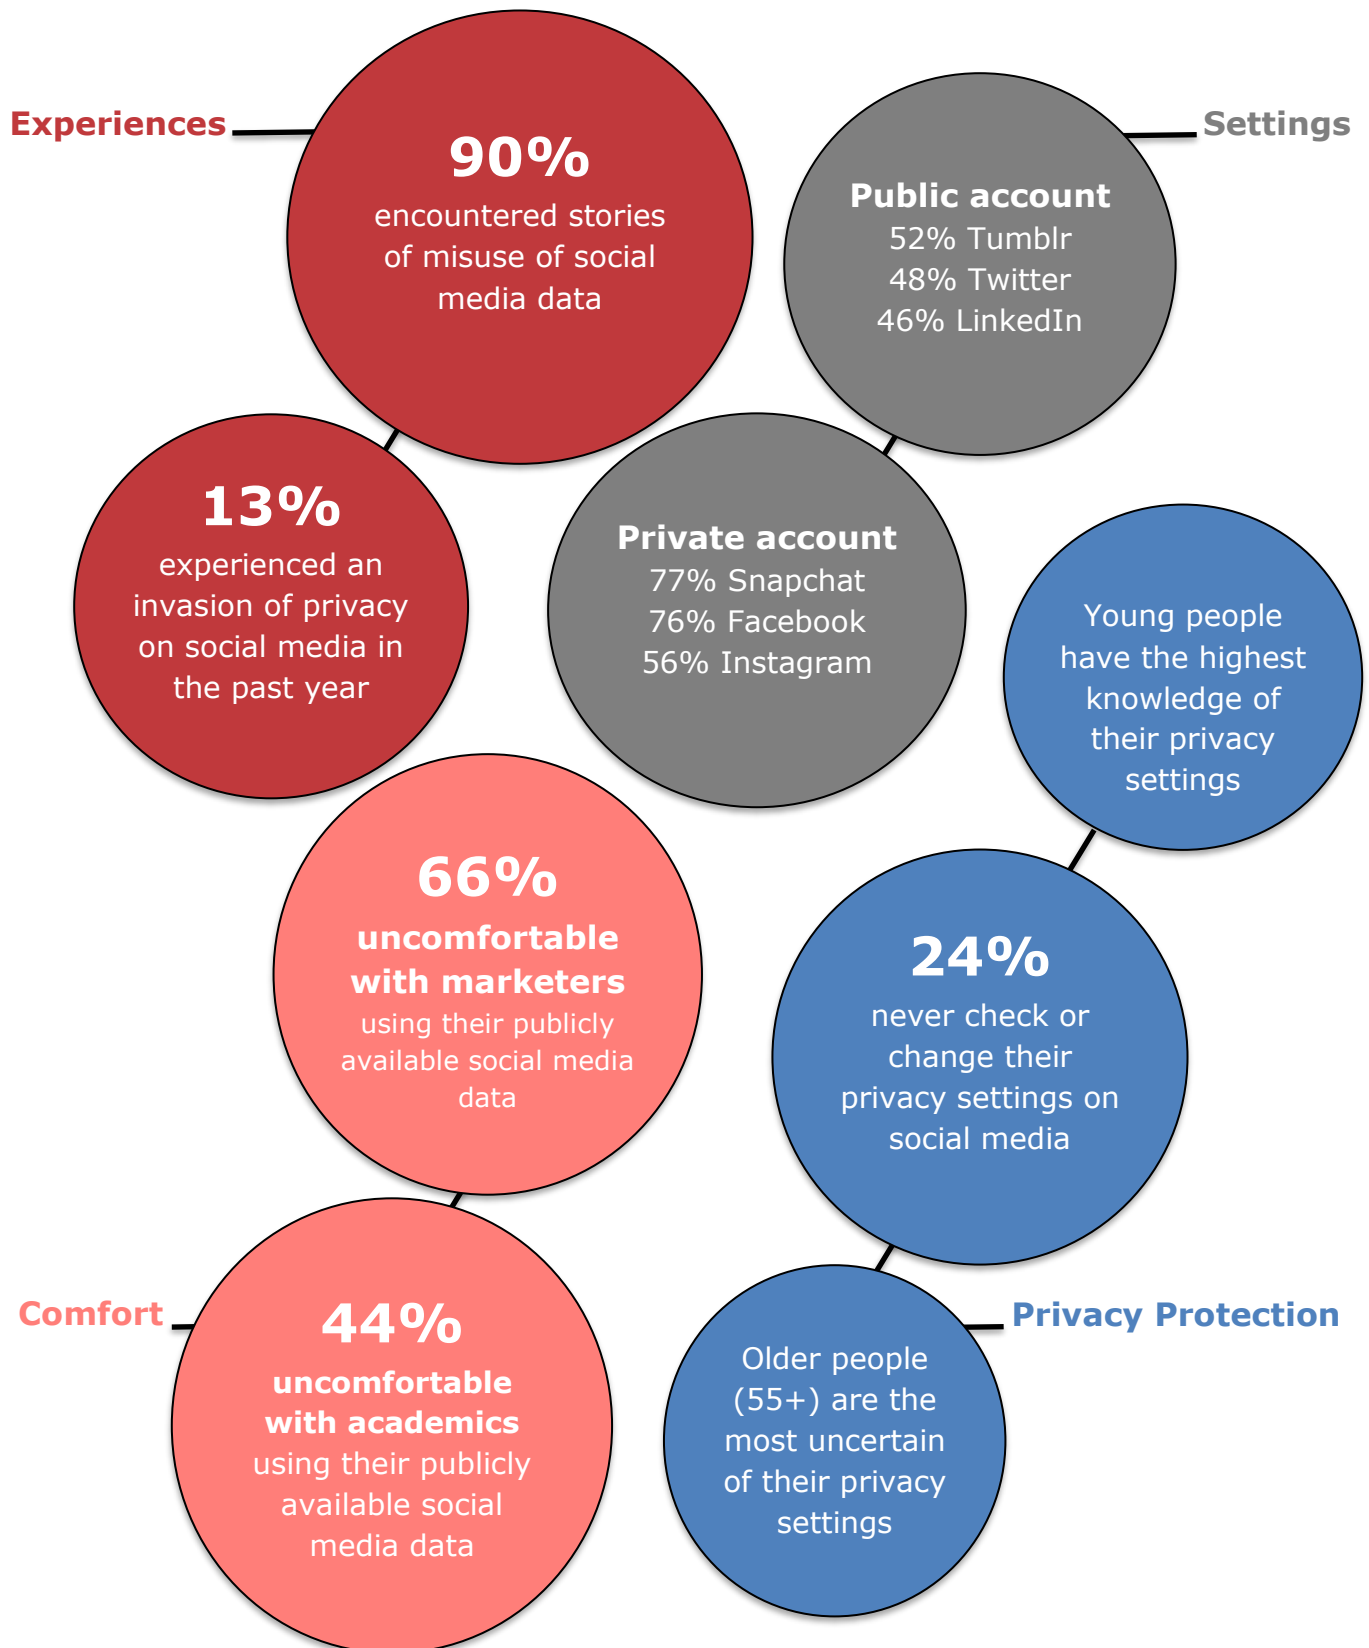 Experiences
90%
encountered stories
of misuse of social
media data
13%
experienced an
invasion of privacy
on social media in
the past year
Settings
Public account
52% Tumblr
48% Twitter
46% LinkedIn
Private account
77% Snapchat
76% Facebook
56% Instagram
66%
uncomfortable
with marketers
using their publicly
available social media
data
Comfort
44%
uncomfortable
with academics
using their publicly
available social
media data
Young people
have the highest
knowledge of
their privacy
settings
24%
never check or
change their
privacy settings on
social media
Privacy Protection
Older people
(55+) are the
most uncertain
of their privacy
settings